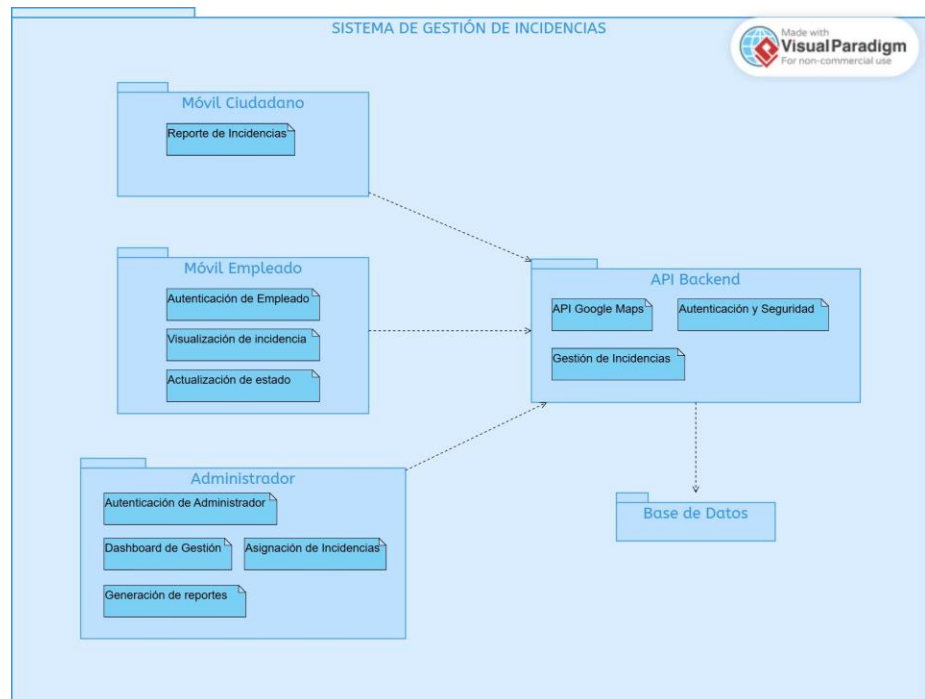 SISTEMA DE GESTIÓN DE INCIDENCIAS
Made with
Visual Paradigm
For non-commercial use
Móvil Ciudadano
Reporte de Incidencias
Móvil Empleado
Autenticación de Empleado
Visualización de incidencia
Actualización de estado
API Backend
API Google Maps
Autenticación y Seguridad
Gestión de Incidencias
Administrador
Autenticación de Administrador
Dashboard de Gestión
Asignación de Incidencias
Generación de reportes
Base de Datos